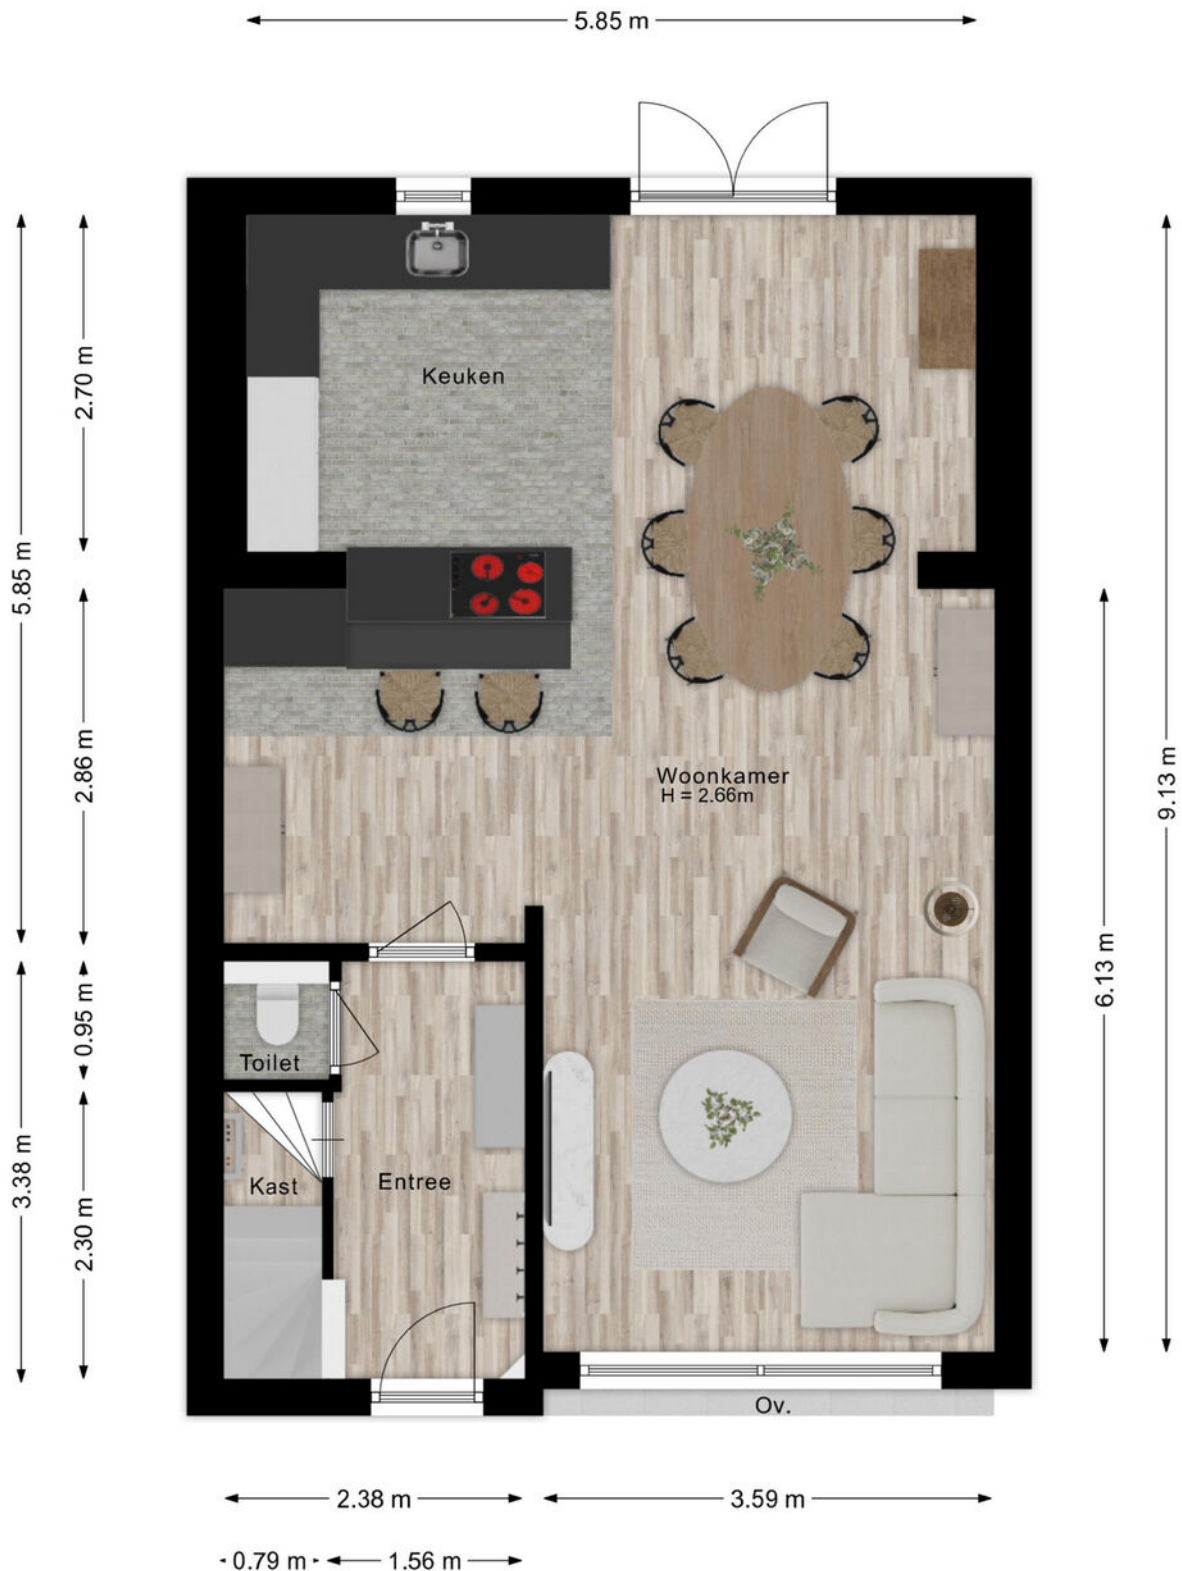 5.85 m
Keuken
2.70 m
5.85 m
2.86 m
Woonkamer
H = 2.66m
9.13 m
6.13 m
0.95 m
Toilet
3.38 m
2.30 m
Kast
Entree
Ov.
2.38 m
3.59 m
0.79 m
1.56 m